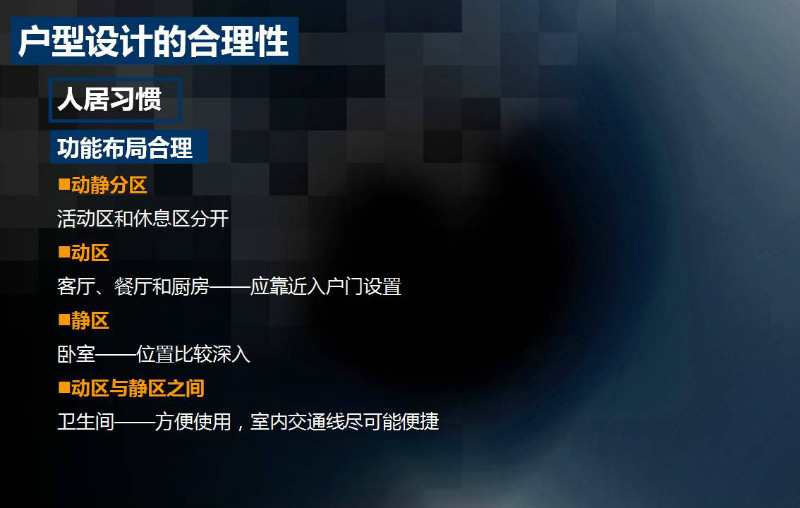 户型设计的合理性
人居习惯
功能布局合理
■动静分区
活动区和休息区分开
■动区
客厅、餐厅和厨房——应靠近入户门设置
■静区
卧室——位置比较深入
■动区与静区之间
卫生间——方便使用，室内交通线尽可能便捷